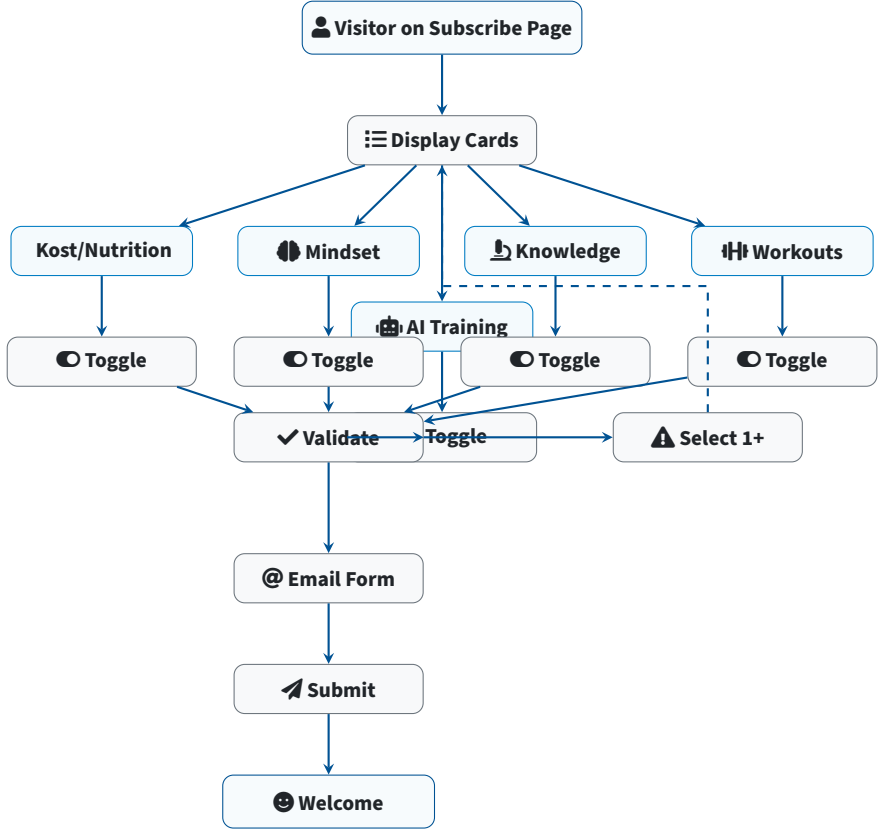 Visitor on Subscribe Page
Display Cards
Kost/Nutrition
Mindset
Knowledge
Workouts
AI Training
Toggle
Toggle
Toggle
Toggle
Validate
Toggle
Select 1+
@ Email Form
Submit
Welcome